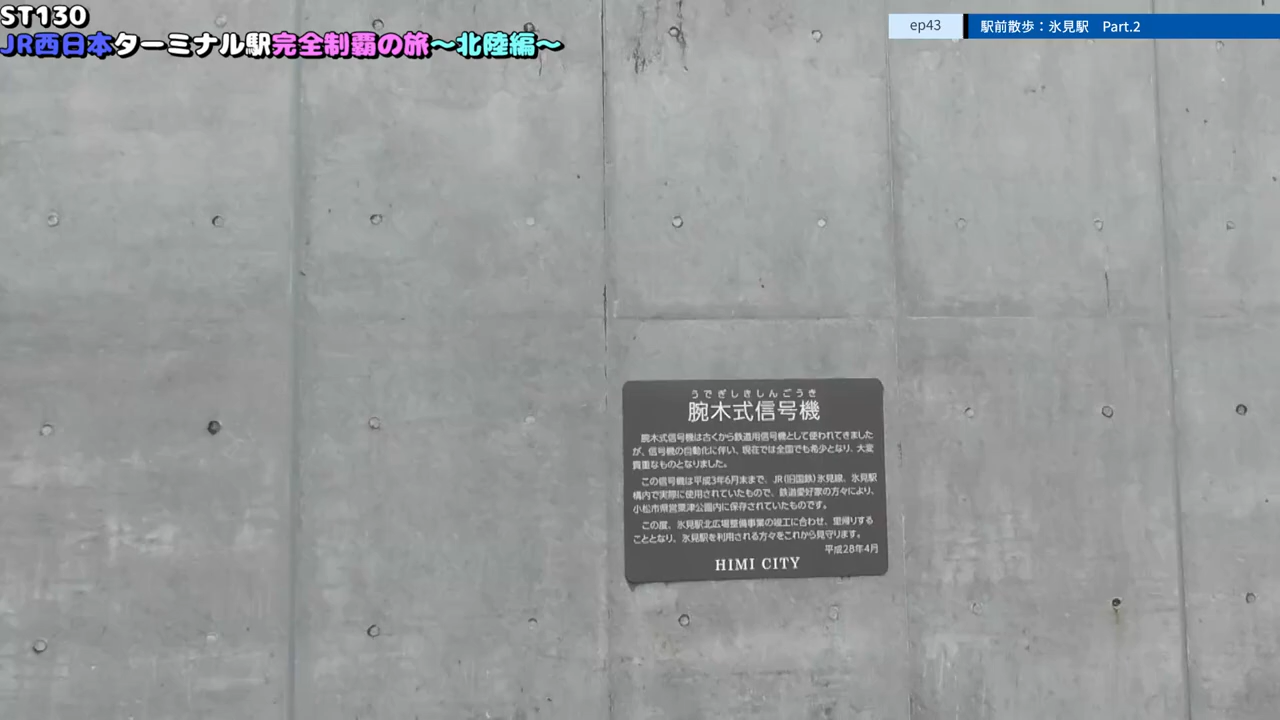 ST130
JR西日本ターミナル駅完全制覇の旅～北陸編～
ep43
駅前散歩：氷見駅　Part.2
うでぎしきしんごうき
腕木式信号機
腕木式信号機は古くから鉄道用信号機として使われてきました
が、信号機の自動化に伴い、現在では全国でも希少となり、大変
貴重なものとなりました。
この信号機は平成3年6月末まで、JR(旧国鉄)氷見線、氷見駅
構内で実際に使用されていたもので、鉄道愛好家の方々により、
小松市県営粟津公園内に保存されていたものです。
この度、氷見駅北広場整備事業の竣工に合わせ、里帰りする
こととなり、氷見駅を利用される方々をこれから見守ります。
平成28年4月
HIMI CITY